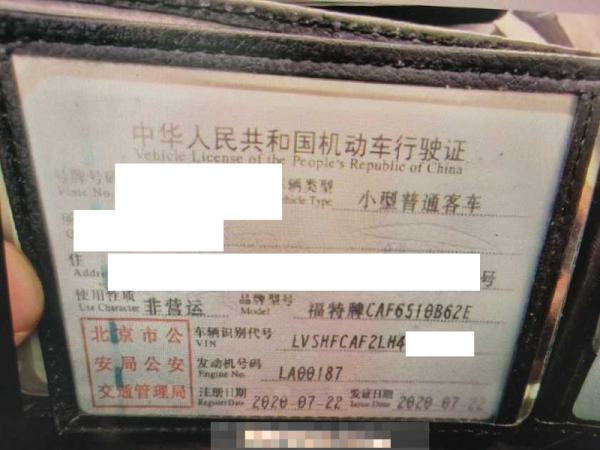 中华人民共和国机动车行驶证
Vehicle License of the People's Republic of China
号牌号码
Plate No.
辆类型
Vehicle Type
小型普通客车
住
Addre
号
使用性质
Use Character
非营运
品牌型号
Model
福特牌CAF6510B62E
北京市公
安局公安
交通管理局
车辆识别代号
VIN
LVSHFCAF2LH4
发动机号码
Engine No.
LA00187
注册日期
Register Date
2020-07-22
发证日期
Issue Date
2020-07-22